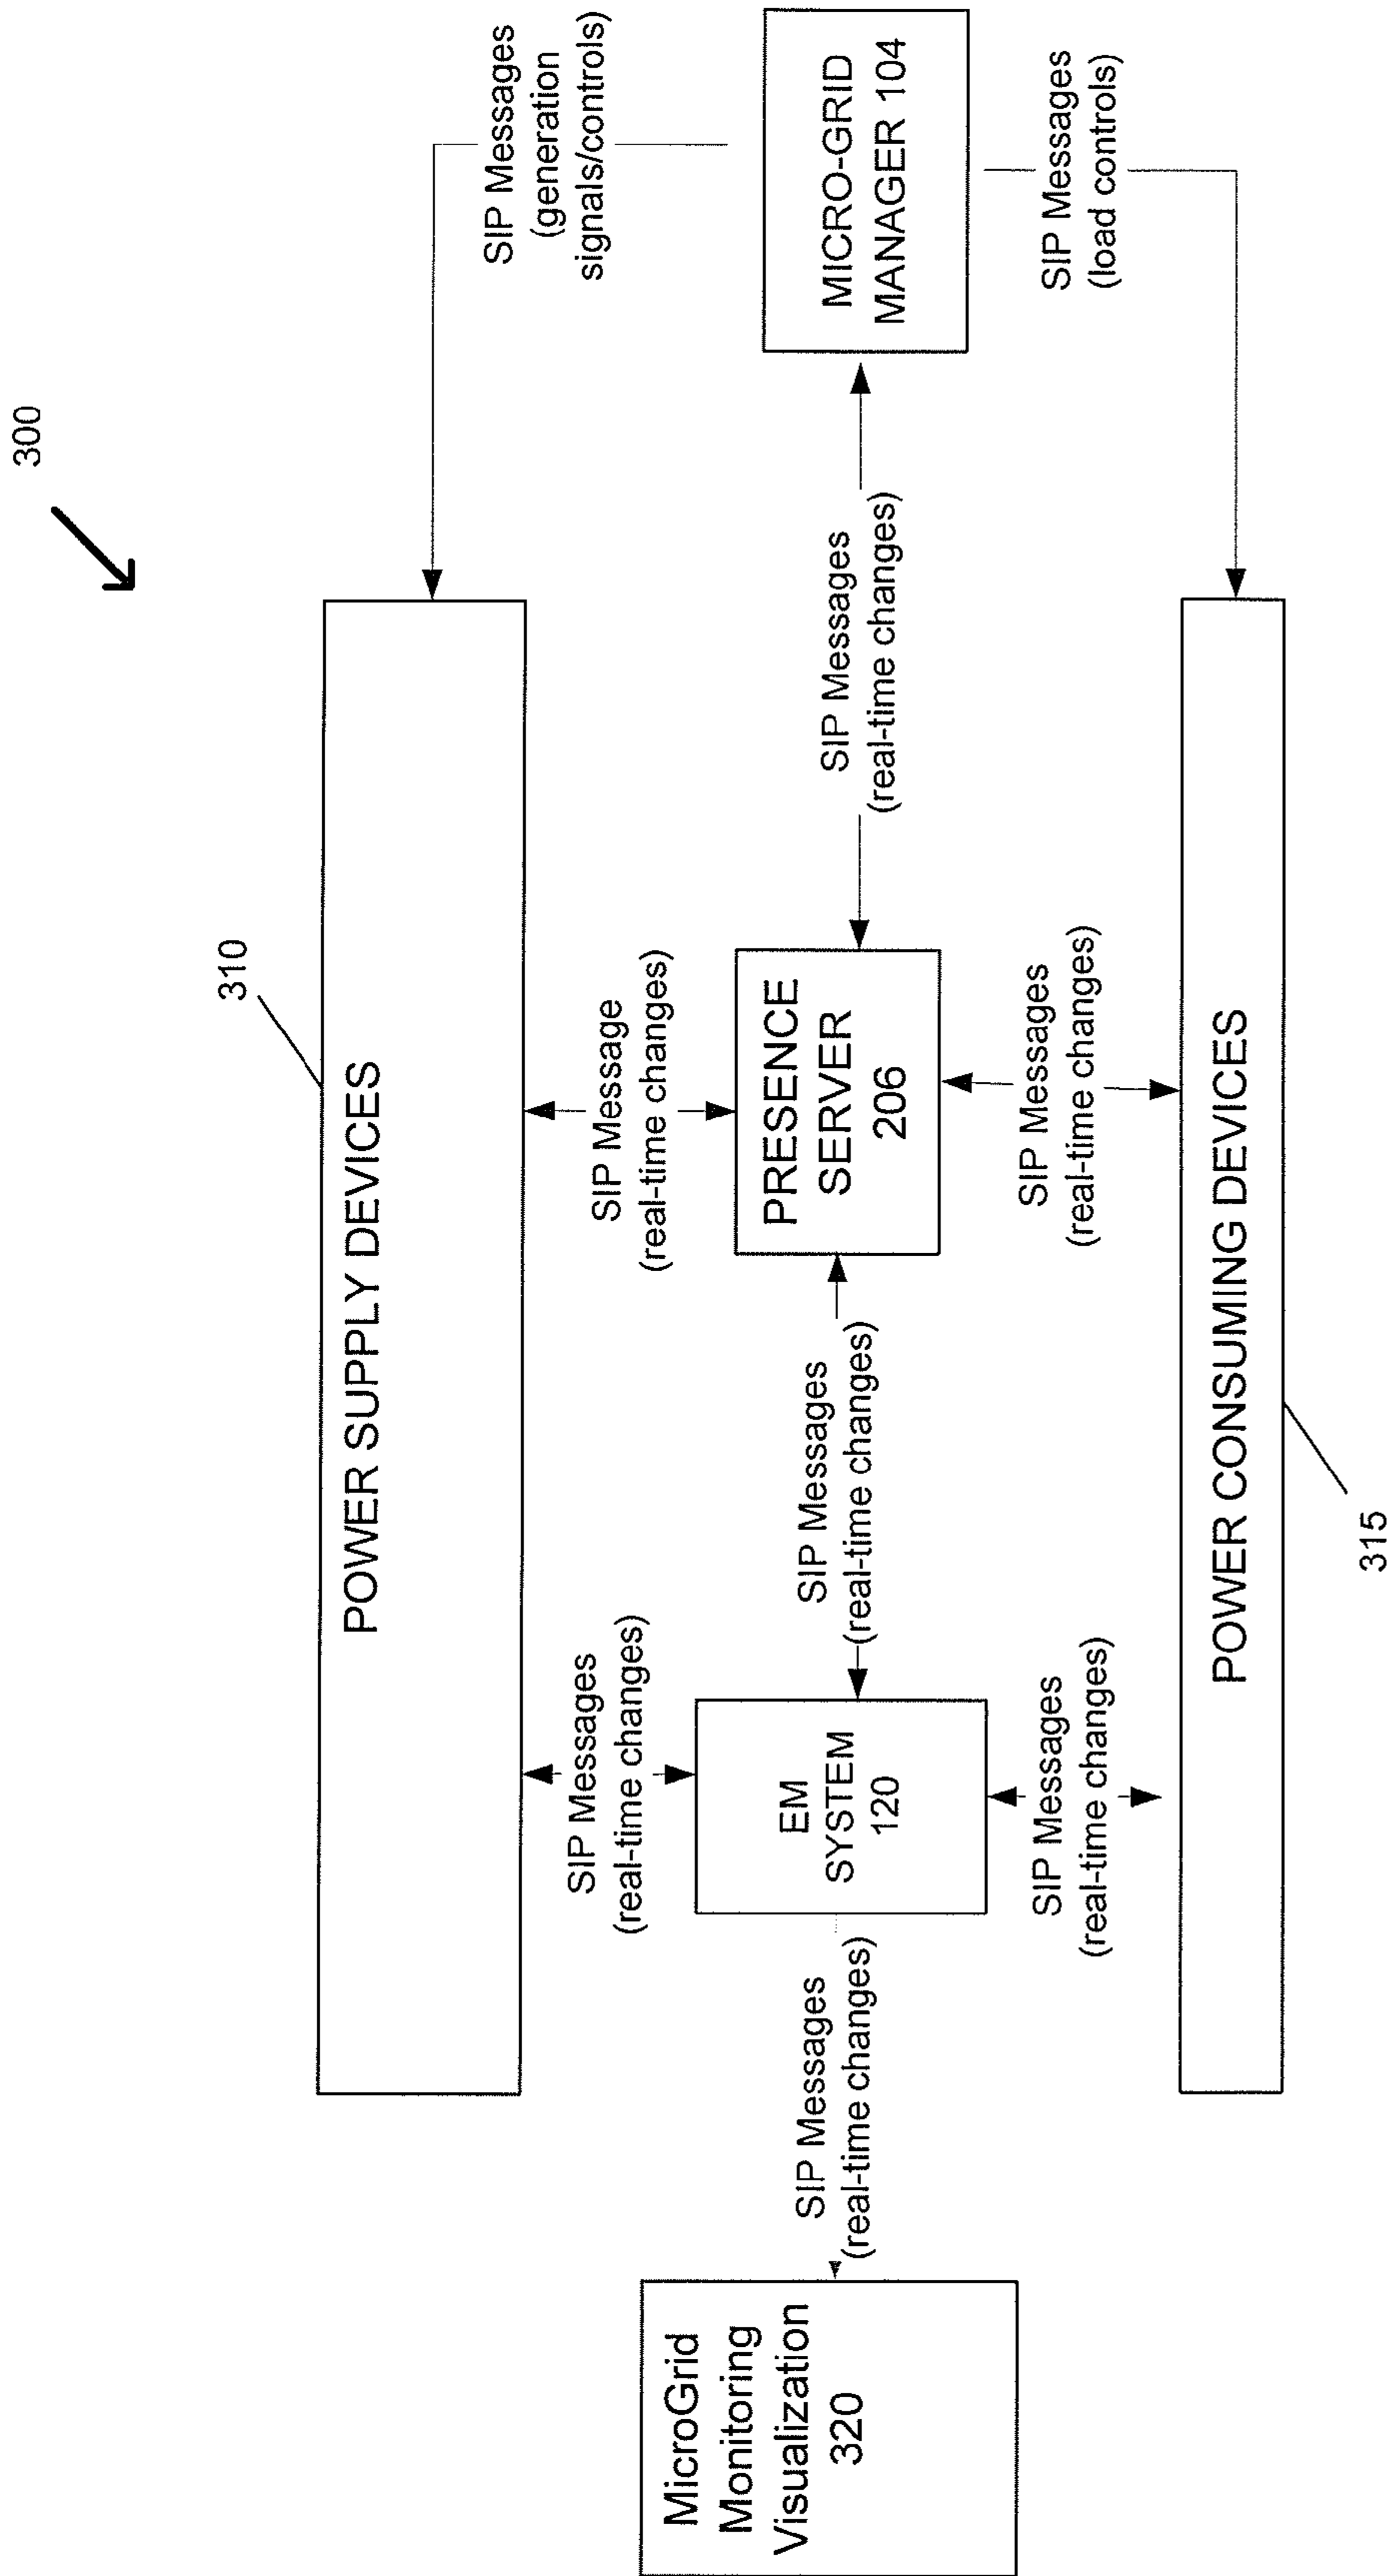 300
310
POWER SUPPLY DEVICES
SIP Messages
(generation
signals/controls)
SIP Messages
(real-time changes)
SIP Message
(real-time changes)
MicroGrid
Monitoring
Visualization
320
SIP Messages
(real-time changes)
EM
SYSTEM
120
SIP Messages
(real-time changes)
PRESENCE
SERVER
206
SIP Messages
(real-time changes)
MICRO-GRID
MANAGER 104
SIP Messages
(real-time changes)
SIP Messages
(real-time changes)
SIP Messages
(load controls)
POWER CONSUMING DEVICES
315